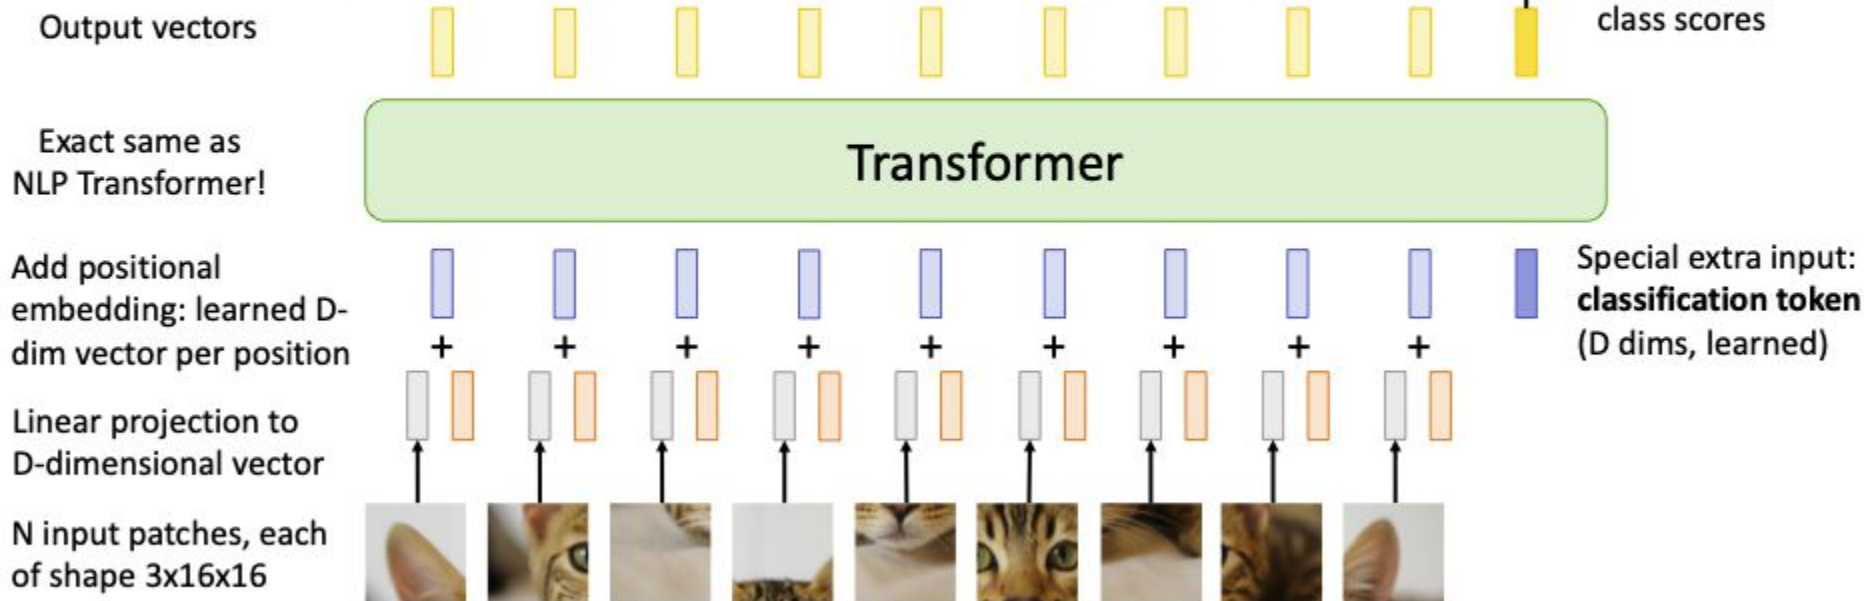 Output vectors
class scores
Exact same as
NLP Transformer!
Transformer
Add positional
embedding: learned D-
dim vector per position
Special extra input:
classification token
(D dims, learned)
+ + + + + + + + +
Linear projection to
D-dimensional vector
N input patches, each
of shape 3x16x16